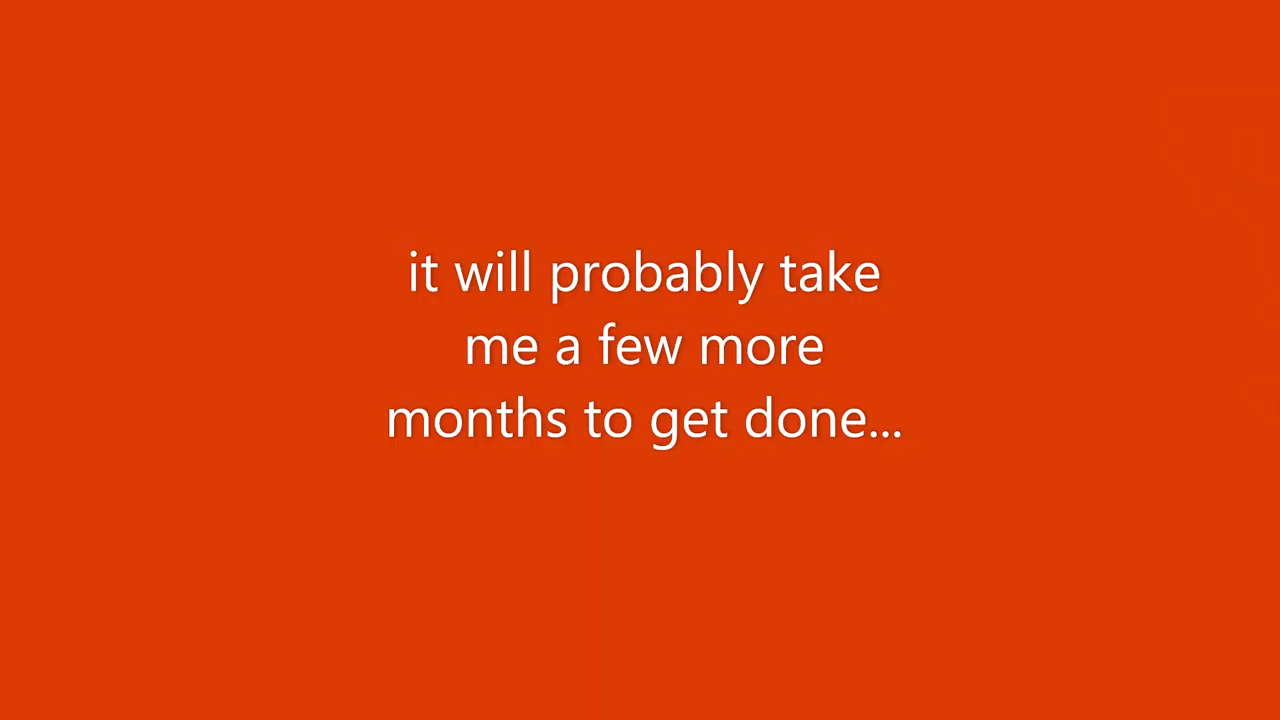 it will probably take
me a few more
months to get done...